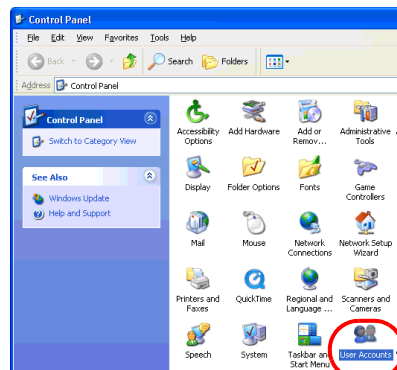 Control Panel
File Edit View Favorites Tools Help
Back Search Folders
Address Control Panel
Control Panel
Switch to Category View
See Also
Windows Update
Help and Support
Accessibility Options
Add Hardware
Add or Remov...
Administrative Tools
Display
Folder Options
Fonts
Game Controllers
Mail
Mouse
Network Connections
Network Setup Wizard
Printers and Faxes
QuickTime
Regional and Language ...
Scanners and Cameras
Speech
System
Taskbar and Start Menu
User Accounts